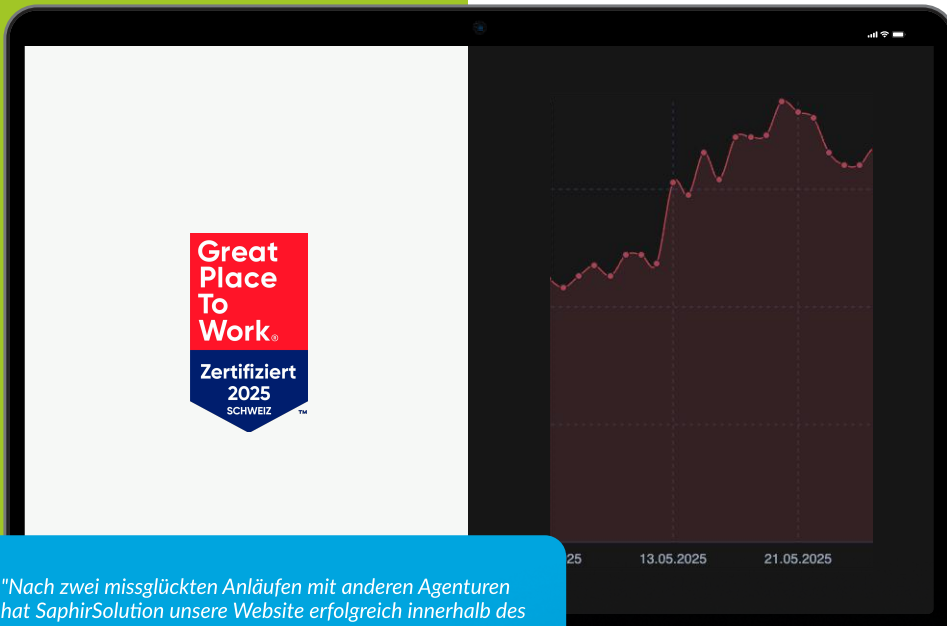 Great
Place
To
Work®
Zertifiziert
2025
SCHWEIZ ™
25 13.05.2025 21.05.2025
"Nach zwei missglückten Anläufen mit anderen Agenturen
hat SaphirSolution unsere Website erfolgreich innerhalb des